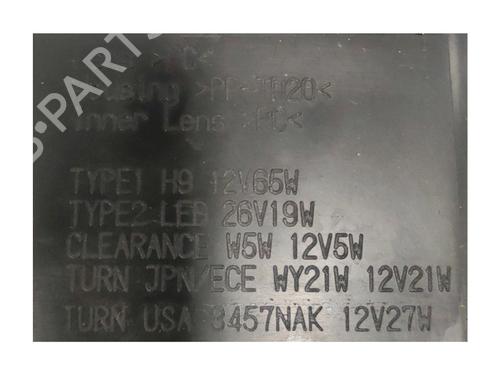 >PC<
Housing >PP-TD20<
Inner Lens >PC<
TYPE1 H9 12V65W
TYPE2 LED 26V19W
CLEARANCE W5W 12V5W
TURN JPN/ECE WY21W 12V21W
TURN USA 3457NAK 12V27W